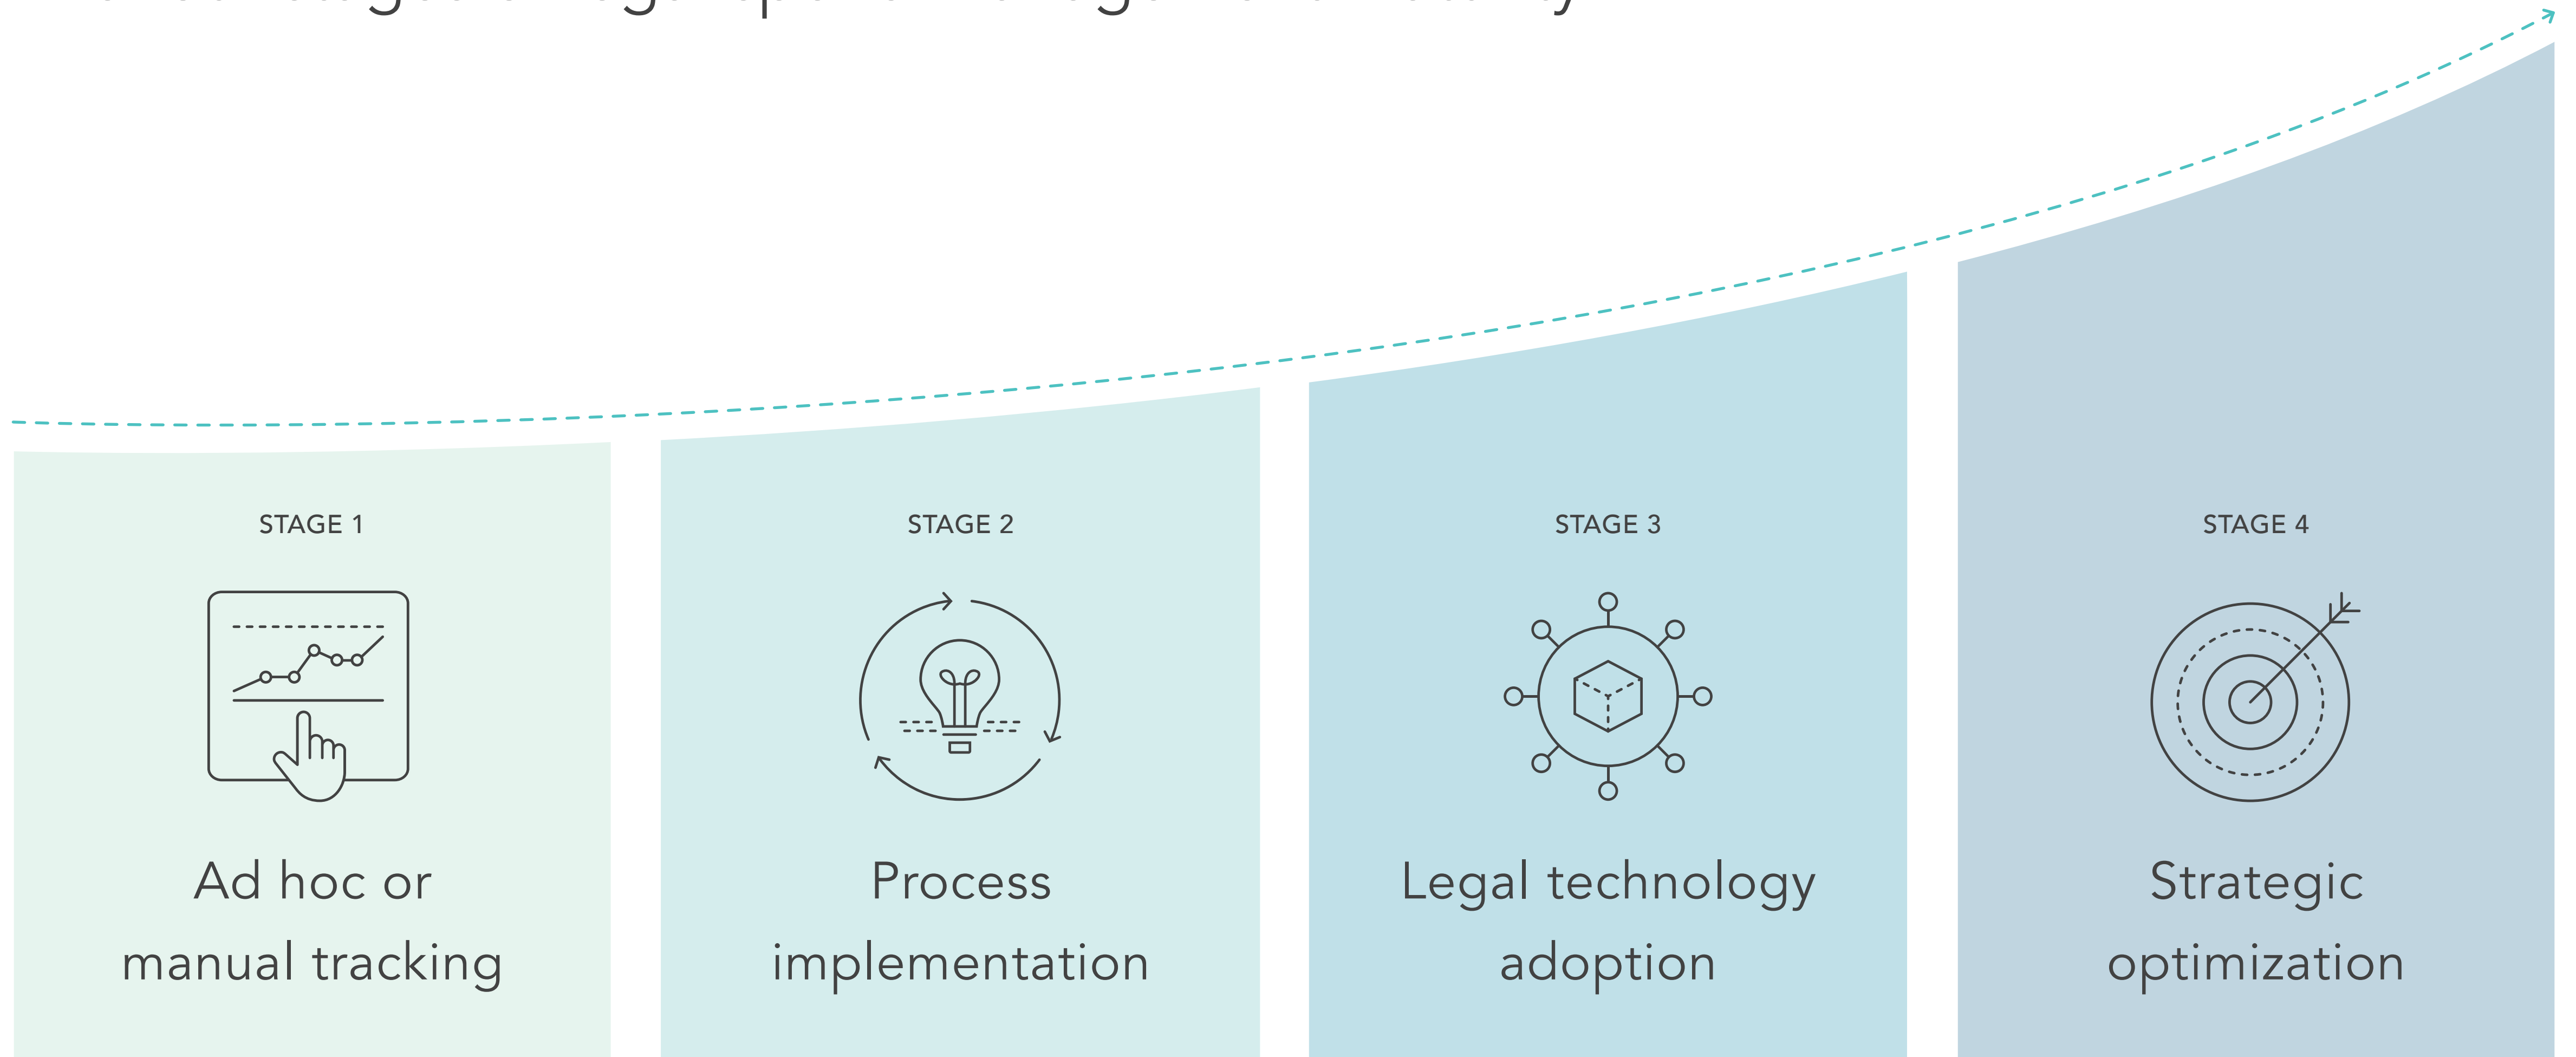 STAGE 1
STAGE 2
STAGE 3
STAGE 4
Ad hoc or
manual tracking
Process
implementation
Legal technology
adoption
Strategic
optimization